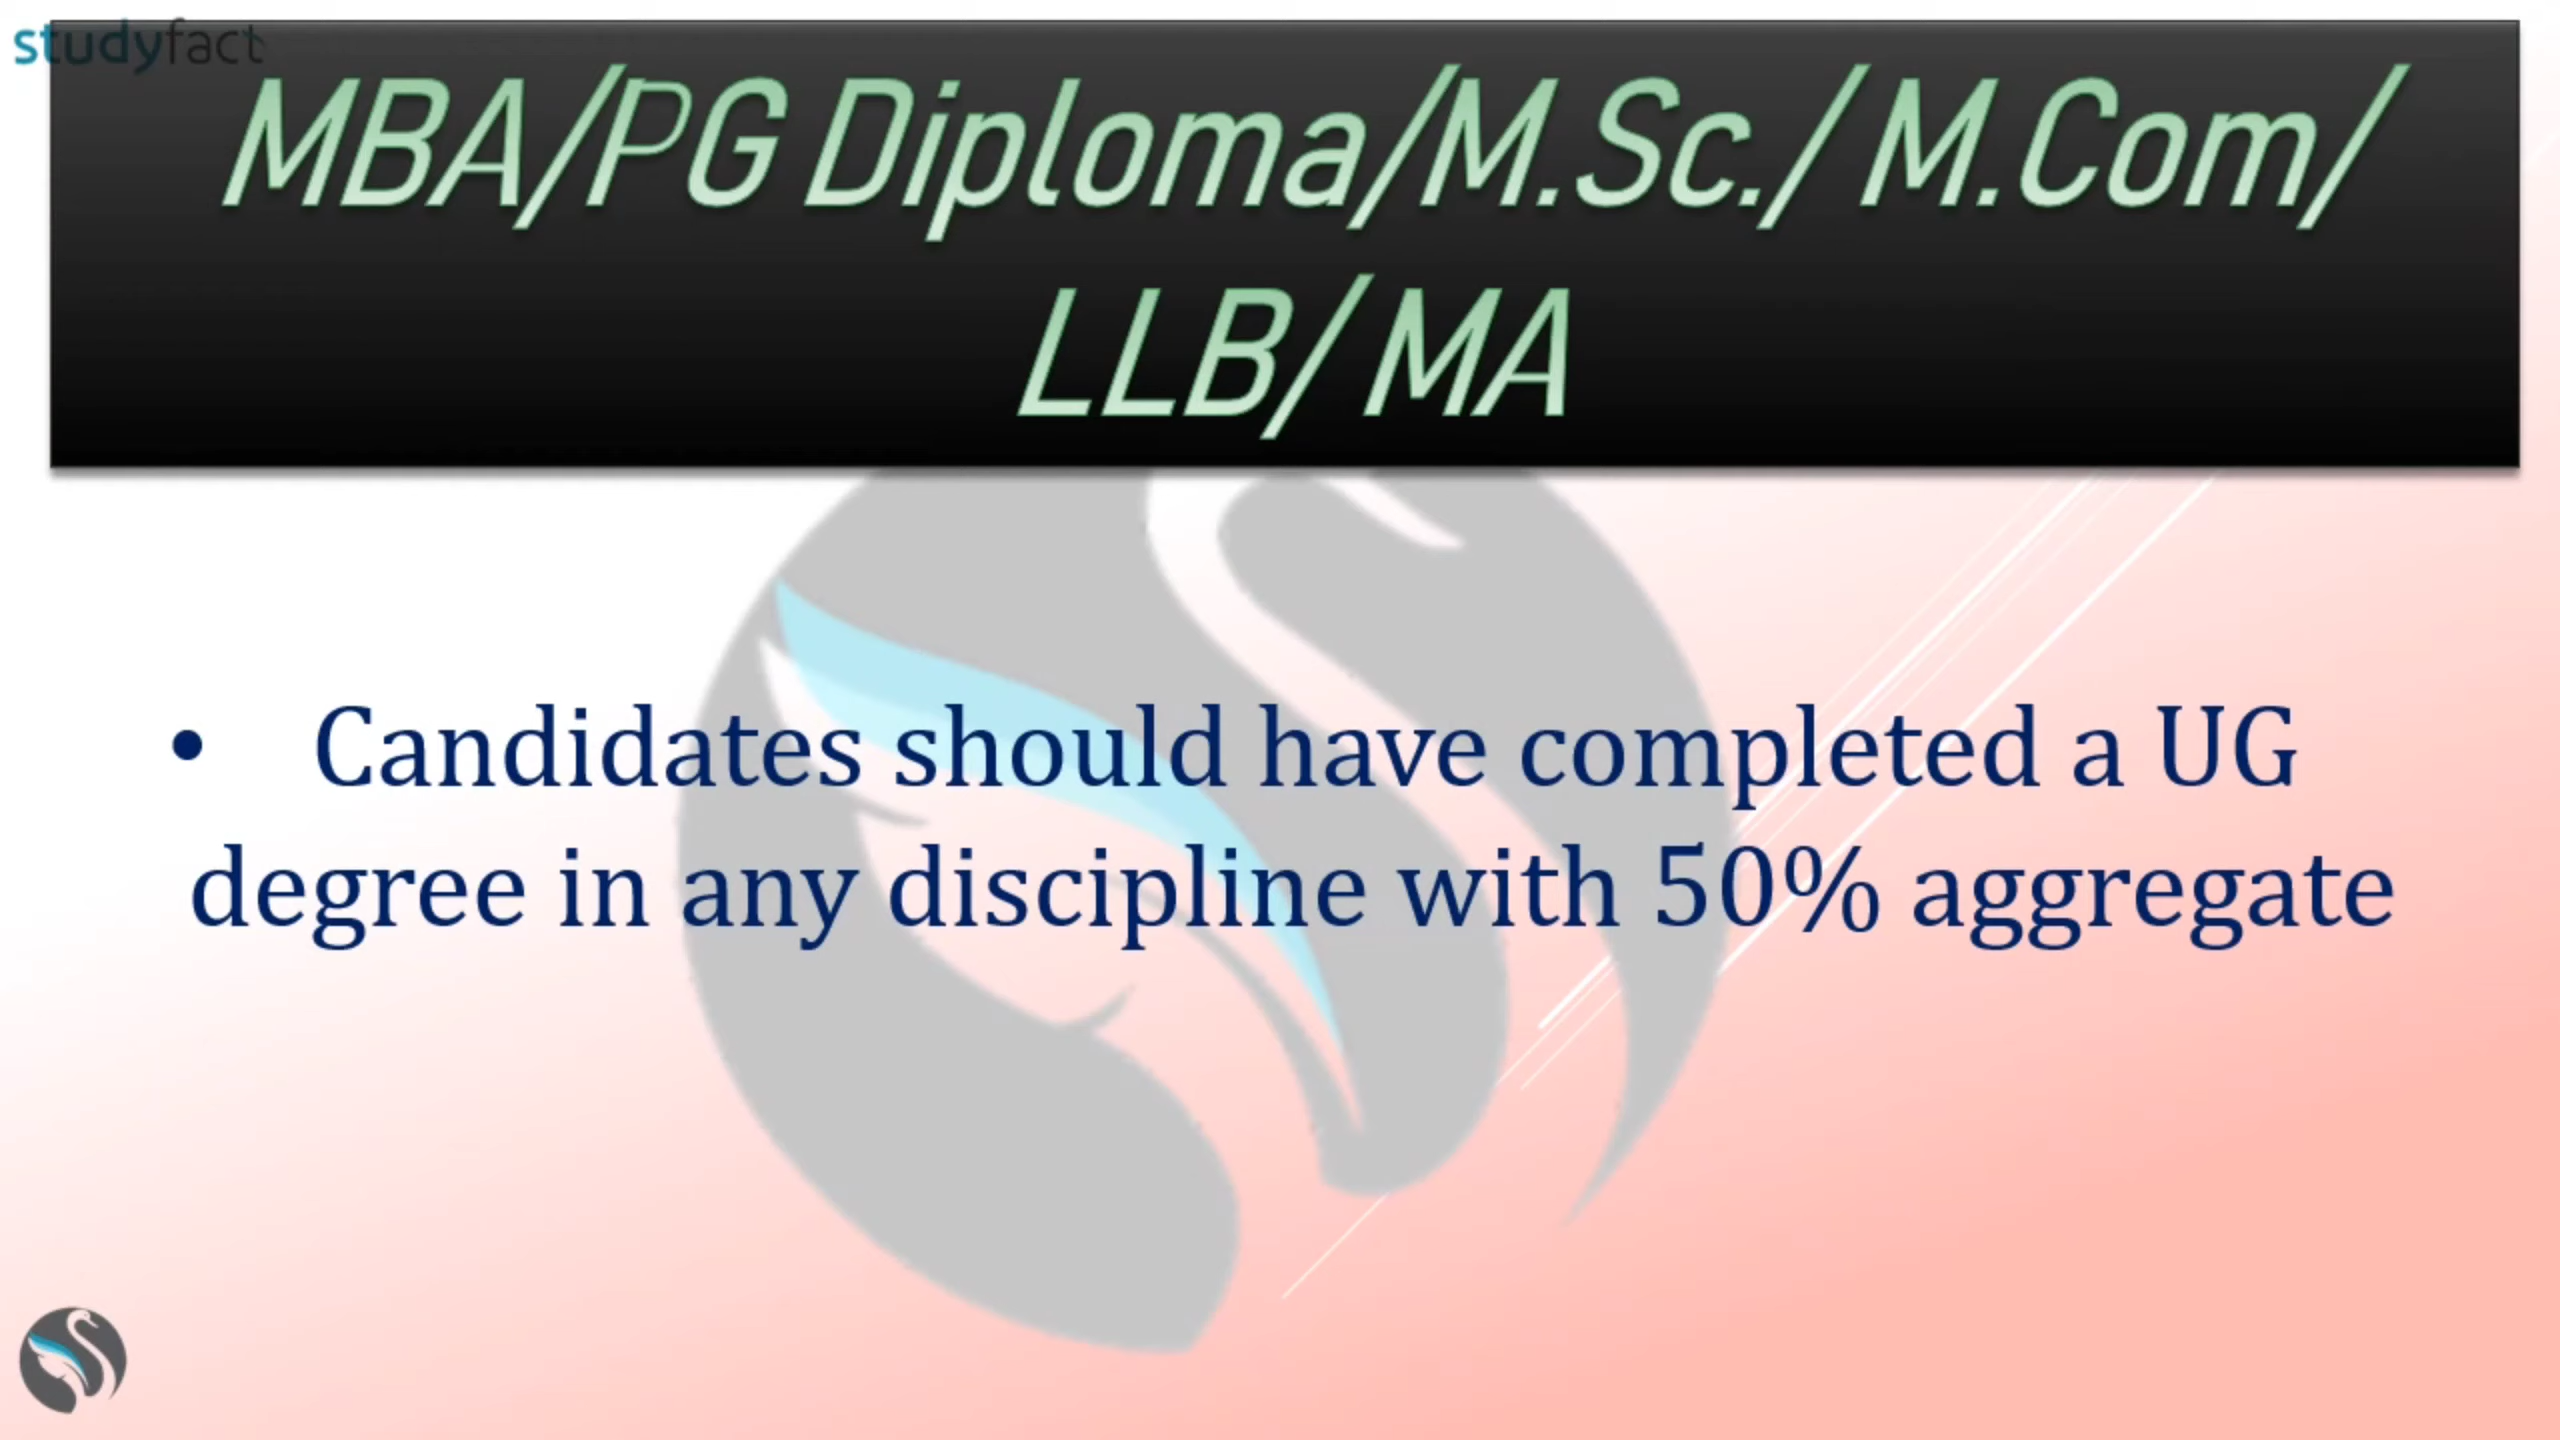 studyfact
MBA/PG Diploma/M.Sc./ M.Com/
LLB/ MA
• Candidates should have completed a UG
degree in any discipline with 50% aggregate